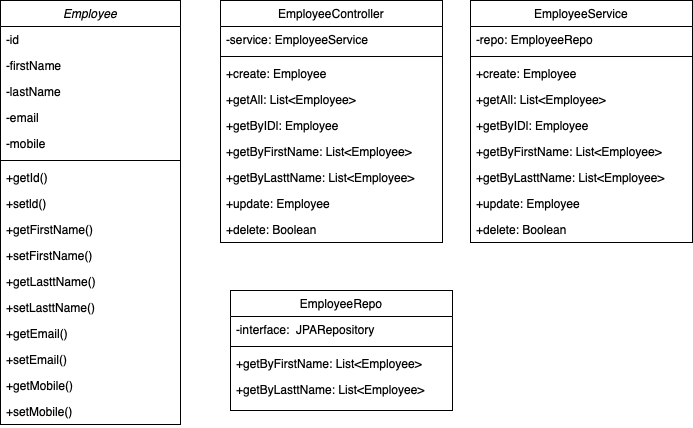 Employee
-id
-firstName
-lastName
-email
-mobile
+getId()
+setId()
+getFirstName()
+setFirstName()
+getLasttName()
+setLasttName()
+getEmail()
+setEmail()
+getMobile()
+setMobile()
EmployeeController
-service: EmployeeService
+create: Employee
+getAll: List<Employee>
+getByIDl: Employee
+getByFirstName: List<Employee>
+getByLasttName: List<Employee>
+update: Employee
+delete: Boolean
EmployeeService
-repo: EmployeeRepo
+create: Employee
+getAll: List<Employee>
+getByIDl: Employee
+getByFirstName: List<Employee>
+getByLasttName: List<Employee>
+update: Employee
+delete: Boolean
EmployeeRepo
-interface: JPARepository
+getByFirstName: List<Employee>
+getByLasttName: List<Employee>